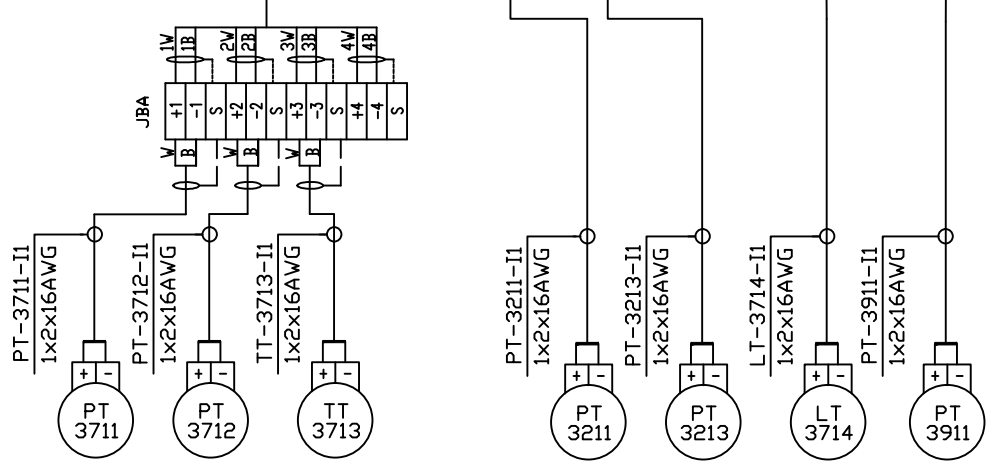 1W 1B 2W 2B 3W 3B 4W 4B
JBA
+1 -1 S +2 -2 S +3 -3 S +4 -4 S
W B W B W B
PT-3711-I1
1x2x16AWG
PT-3712-I1
1x2x16AWG
TT-3713-I1
1x2x16AWG
PT-3211-I1
1x2x16AWG
PT-3213-I1
1x2x16AWG
LT-3714-I1
1x2x16AWG
PT-3911-I1
1x2x16AWG
+ -
PT
3711
+ -
PT
3712
+ -
TT
3713
+ -
PT
3211
+ -
PT
3213
+ -
LT
3714
+ -
PT
3911